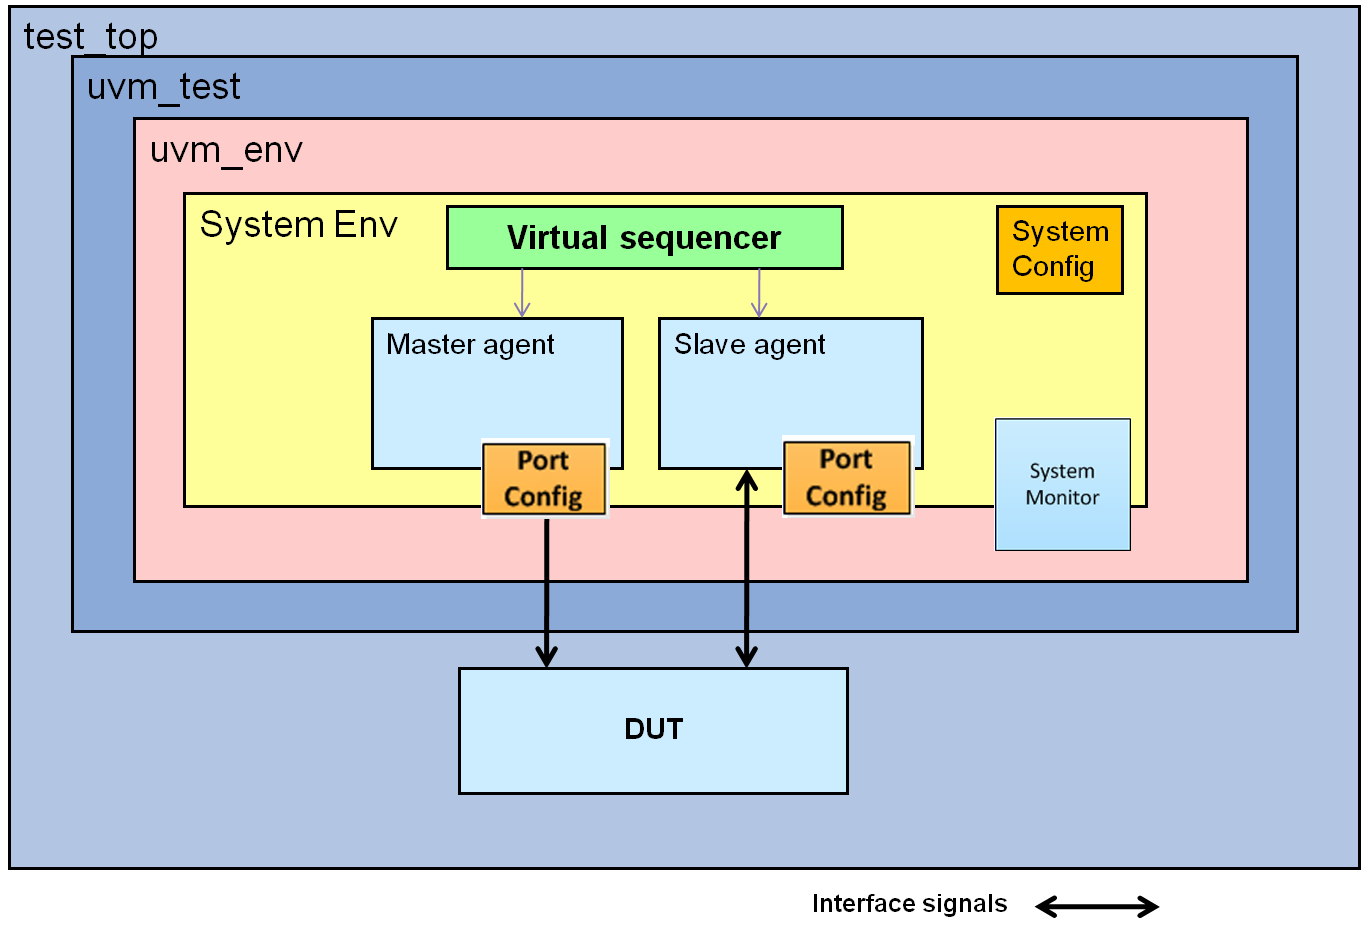 test_top
uvm_test
uvm_env
System Env
Virtual sequencer
System
Config
Master agent
Slave agent
Port
Config
Port
Config
System
Monitor
DUT
Interface signals